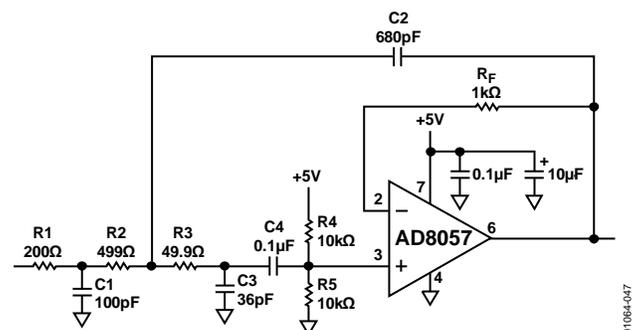 C2
680pF
RF
1kΩ
+5V
7
0.1µF
+
10µF
+5V
2
−
R1
200Ω
R2
499Ω
R3
49.9Ω
C4
0.1µF
R4
10kΩ
AD8057
6
3
+
4
C1
100pF
C3
36pF
R5
10kΩ
1064-047